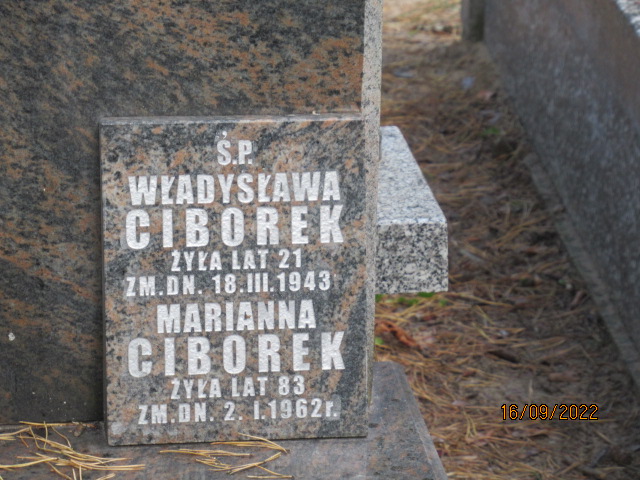 Ś.P.
WŁADYSŁAWA
CIBOREK
ŻYŁA LAT 21
ZM.DN. 18.III.1943
MARIANNA
CIBOREK
ŻYŁA LAT 83
ZM.DN. 2. I.1962r.
16/09/2022